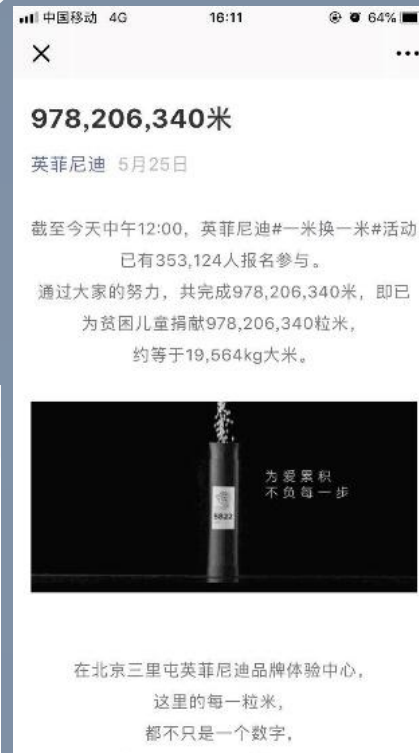 中国移动 4G 16:11 64%
978,206,340米
英菲尼迪 5月25日
截至今天中午12:00，英菲尼迪#一米换一米#活动
已有353,124人报名参与。
通过大家的努力，共完成978,206,340米，即已
为贫困儿童捐献978,206,340粒米，
约等于19,564kg大米。
为爱累积
不负每一步
5822
在北京三里屯英菲尼迪品牌体验中心，
这里的每一粒米，
都不只是一个数字，